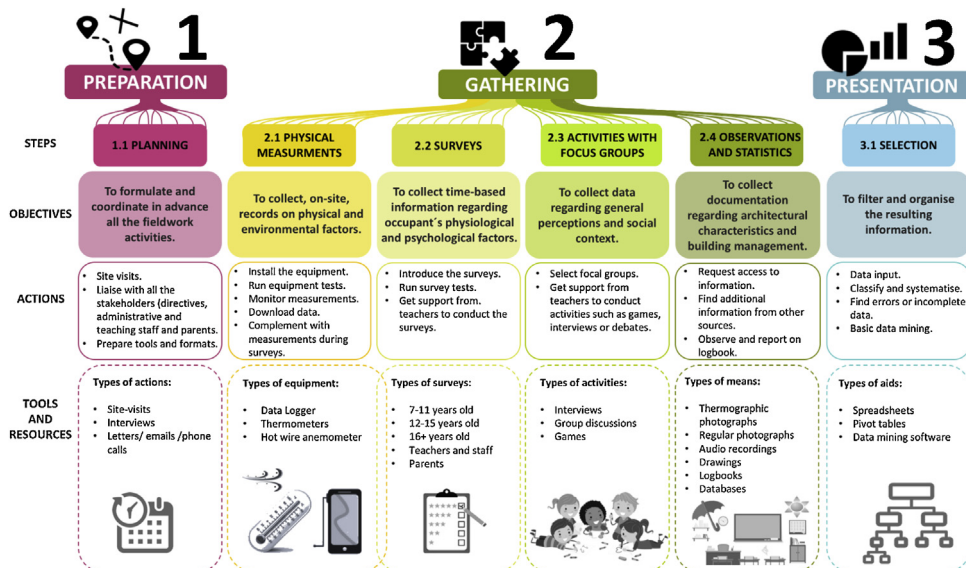 1
PREPARATION
2
GATHERING
3
PRESENTATION
STEPS
1.1 PLANNING
2.1 PHYSICAL
MEASURMENTS
2.2 SURVEYS
2.3 ACTIVITIES WITH
FOCUS GROUPS
2.4 OBSERVATIONS
AND STATISTICS
3.1 SELECTION
OBJECTIVES
To formulate and
coordinate in advance
all the fieldwork
activities.
To collect, on-site,
records on physical and
environmental factors.
To collect time-based
information regarding
occupant´s physiological
and psychological factors.
To collect data
regarding general
perceptions and social
context.
To collect
documentation
regarding architectural
characteristics and
building management.
To filter and organise
the resulting
information.
ACTIONS
• Site visits.
• Liaise with all the
stakeholders (directives,
administrative and
teaching staff and parents.
• Prepare tools and formats.
• Install the equipment.
• Run equipment tests.
• Monitor measurements.
• Download data.
• Complement with
measurements during
surveys.
• Introduce the surveys.
• Run survey tests.
• Get support from.
teachers to conduct
the surveys.
• Select focal groups.
• Get support from
teachers to conduct
activities such as games,
interviews or debates.
• Request access to
information.
• Find additional
information from other
sources.
• Observe and report on
logbook.
• Data input.
• Classify and systematise.
• Find errors or incomplete
data.
• Basic data mining.
TOOLS
AND
RESOURCES
Types of actions:
• Site-visits
• Interviews
• Letters/ emails /phone
calls
Types of equipment:
• Data Logger
• Thermometers
• Hot wire anemometer
Types of surveys:
• 7-11 years old
• 12-15 years old
• 16+ years old
• Teachers and staff
• Parents
Types of activities:
• Interviews
• Group discussions
• Games
Types of means:
• Thermographic
photographs
• Regular photographs
• Audio recordings
• Drawings
• Logbooks
• Databases
Types of aids:
• Spreadsheets
• Pivot tables
• Data mining software